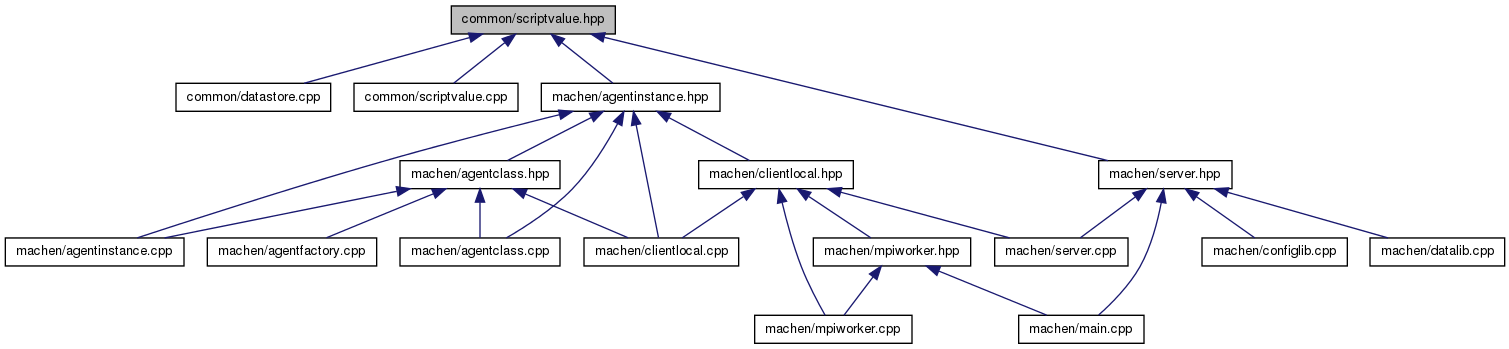 common/scriptvalue.hpp
common/datastore.cpp
common/scriptvalue.cpp
machen/agentinstance.hpp
machen/agentclass.hpp
machen/clientlocal.hpp
machen/server.hpp
machen/agentinstance.cpp
machen/agentfactory.cpp
machen/agentclass.cpp
machen/clientlocal.cpp
machen/mpiworker.hpp
machen/server.cpp
machen/configlib.cpp
machen/datalib.cpp
machen/mpiworker.cpp
machen/main.cpp